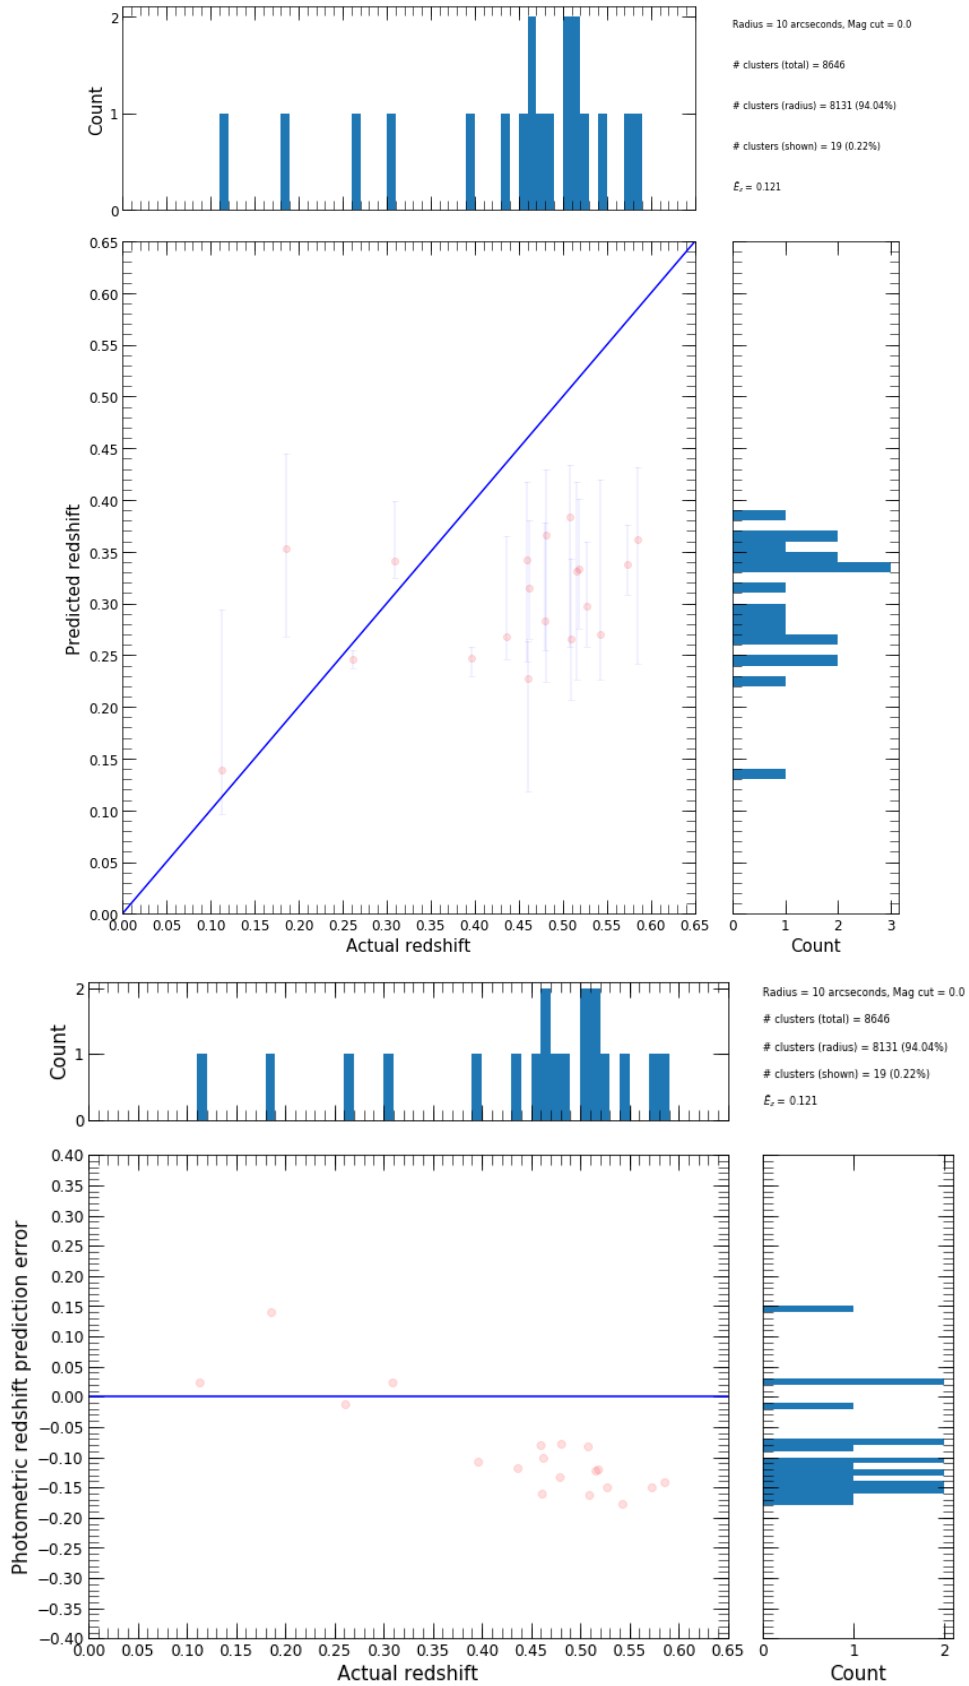 2
1
0
Count
Radius = 10 arcseconds, Mag cut = 0.0
# clusters (total) = 8646
# clusters (radius) = 8131 (94.04%)
# clusters (shown) = 19 (0.22%)
Ẽz = 0.121
0.65
0.60
0.55
0.50
0.45
0.40
0.35
0.30
0.25
0.20
0.15
0.10
0.05
0.00
Predicted redshift
0.00 0.05 0.10 0.15 0.20 0.25 0.30 0.35 0.40 0.45 0.50 0.55 0.60 0.65
Actual redshift
0 1 2 3
Count
2
1
0
Count
Radius = 10 arcseconds, Mag cut = 0.0
# clusters (total) = 8646
# clusters (radius) = 8131 (94.04%)
# clusters (shown) = 19 (0.22%)
Ẽz = 0.121
0.40
0.35
0.30
0.25
0.20
0.15
0.10
0.05
0.00
−0.05
−0.10
−0.15
−0.20
−0.25
−0.30
−0.35
−0.40
Photometric redshift prediction error
0.00 0.05 0.10 0.15 0.20 0.25 0.30 0.35 0.40 0.45 0.50 0.55 0.60 0.65
Actual redshift
0 1 2
Count